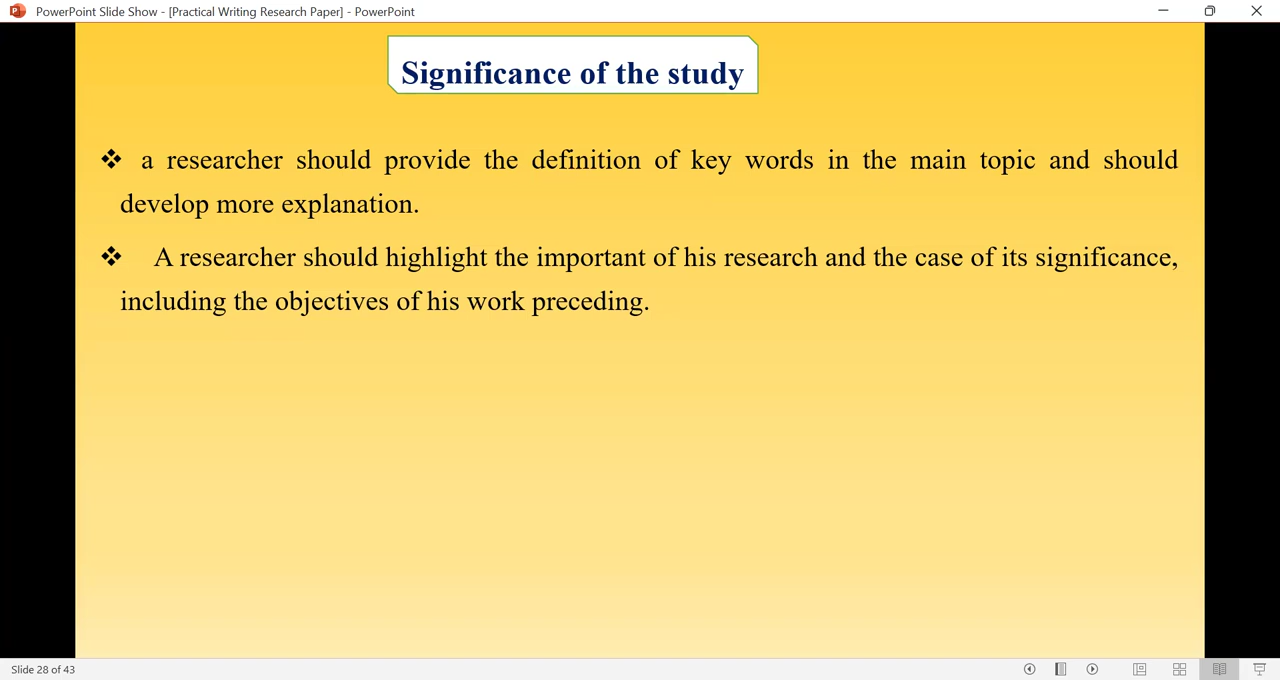 PowerPoint Slide Show - [Practical Writing Research Paper] - PowerPoint
Significance of the study
❖ a researcher should provide the definition of key words in the main topic and should
develop more explanation.
❖ A researcher should highlight the important of his research and the case of its significance,
including the objectives of his work preceding.
Slide 28 of 43